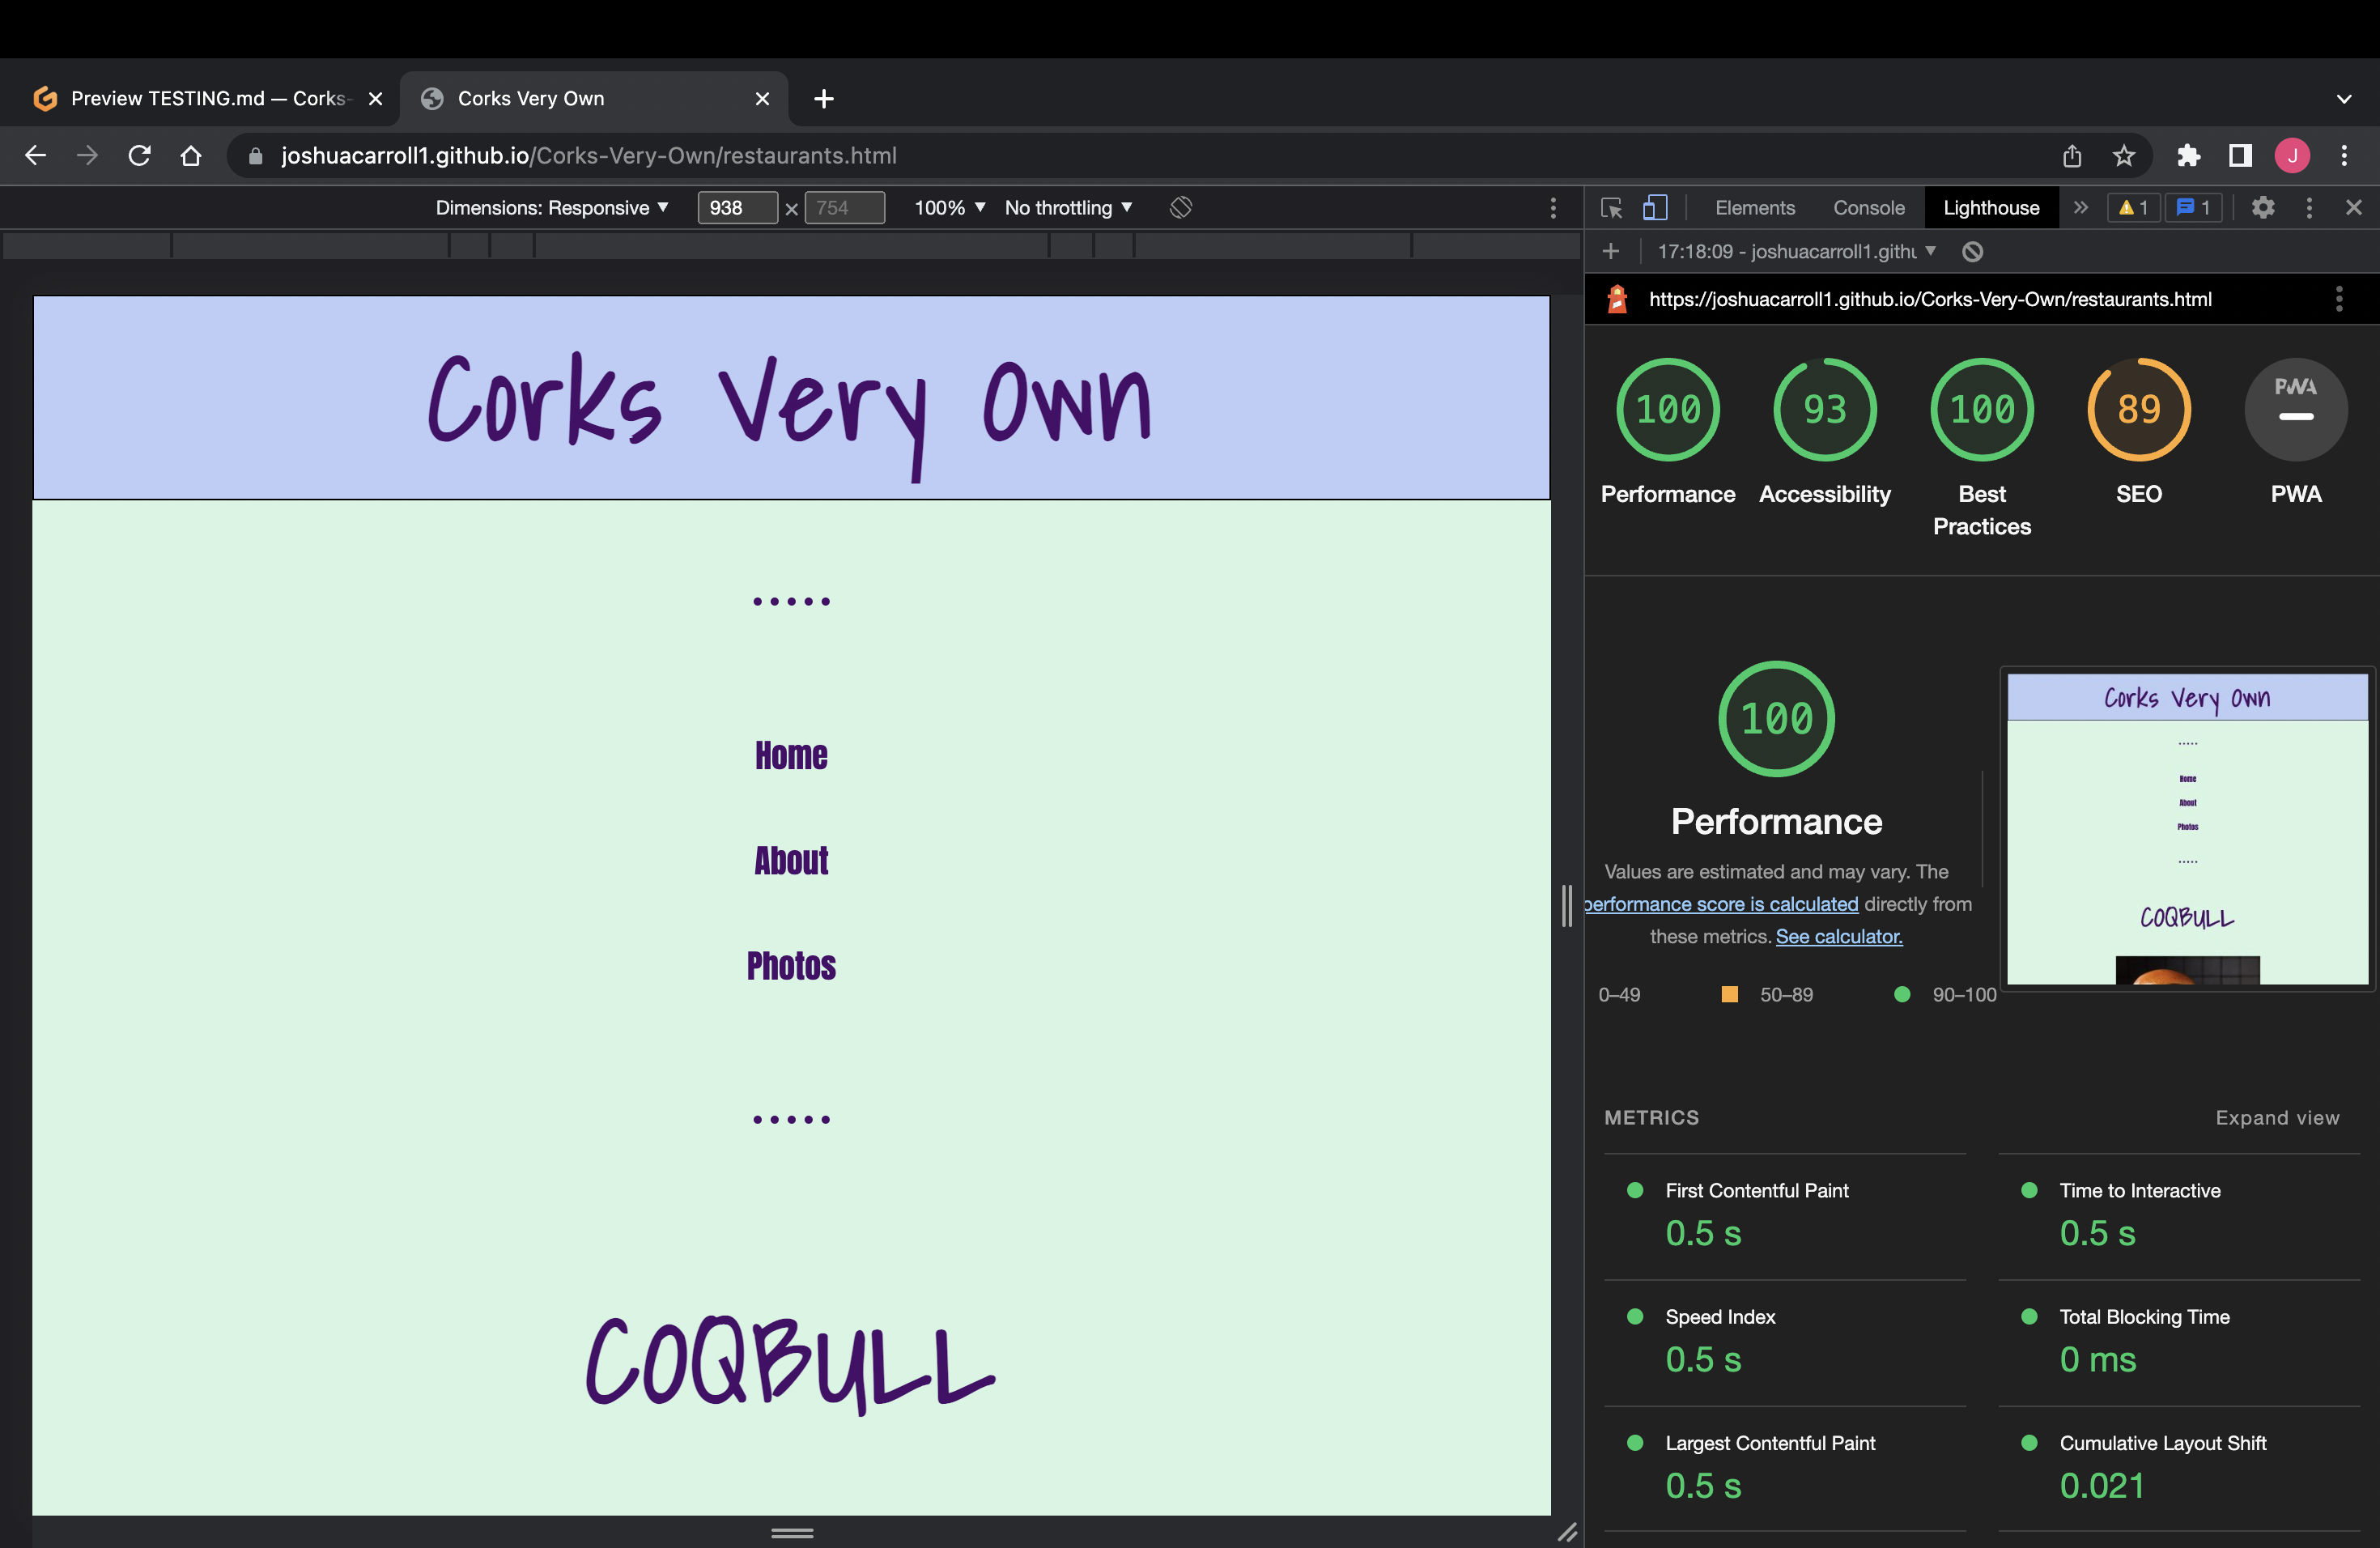 Preview TESTING.md — Corks-
Corks Very Own
joshuacarroll1.github.io/Corks-Very-Own/restaurants.html
J
Dimensions: Responsive
938 × 754
100%
No throttling
Elements
Console
Lighthouse
1
1
17:18:09 - joshuacarroll1.githu
https://joshuacarroll1.github.io/Corks-Very-Own/restaurants.html
Corks Very Own
Home
About
Photos
COQBULL
100
93
100
89
PWA
Performance
Accessibility
Best
Practices
SEO
PWA
100
Performance
Values are estimated and may vary. The
performance score is calculated directly from
these metrics. See calculator.
0–49
50–89
90–100
Corks Very Own
Home
About
Photos
COQBULL
METRICS
Expand view
First Contentful Paint
0.5 s
Time to Interactive
0.5 s
Speed Index
0.5 s
Total Blocking Time
0 ms
Largest Contentful Paint
0.5 s
Cumulative Layout Shift
0.021